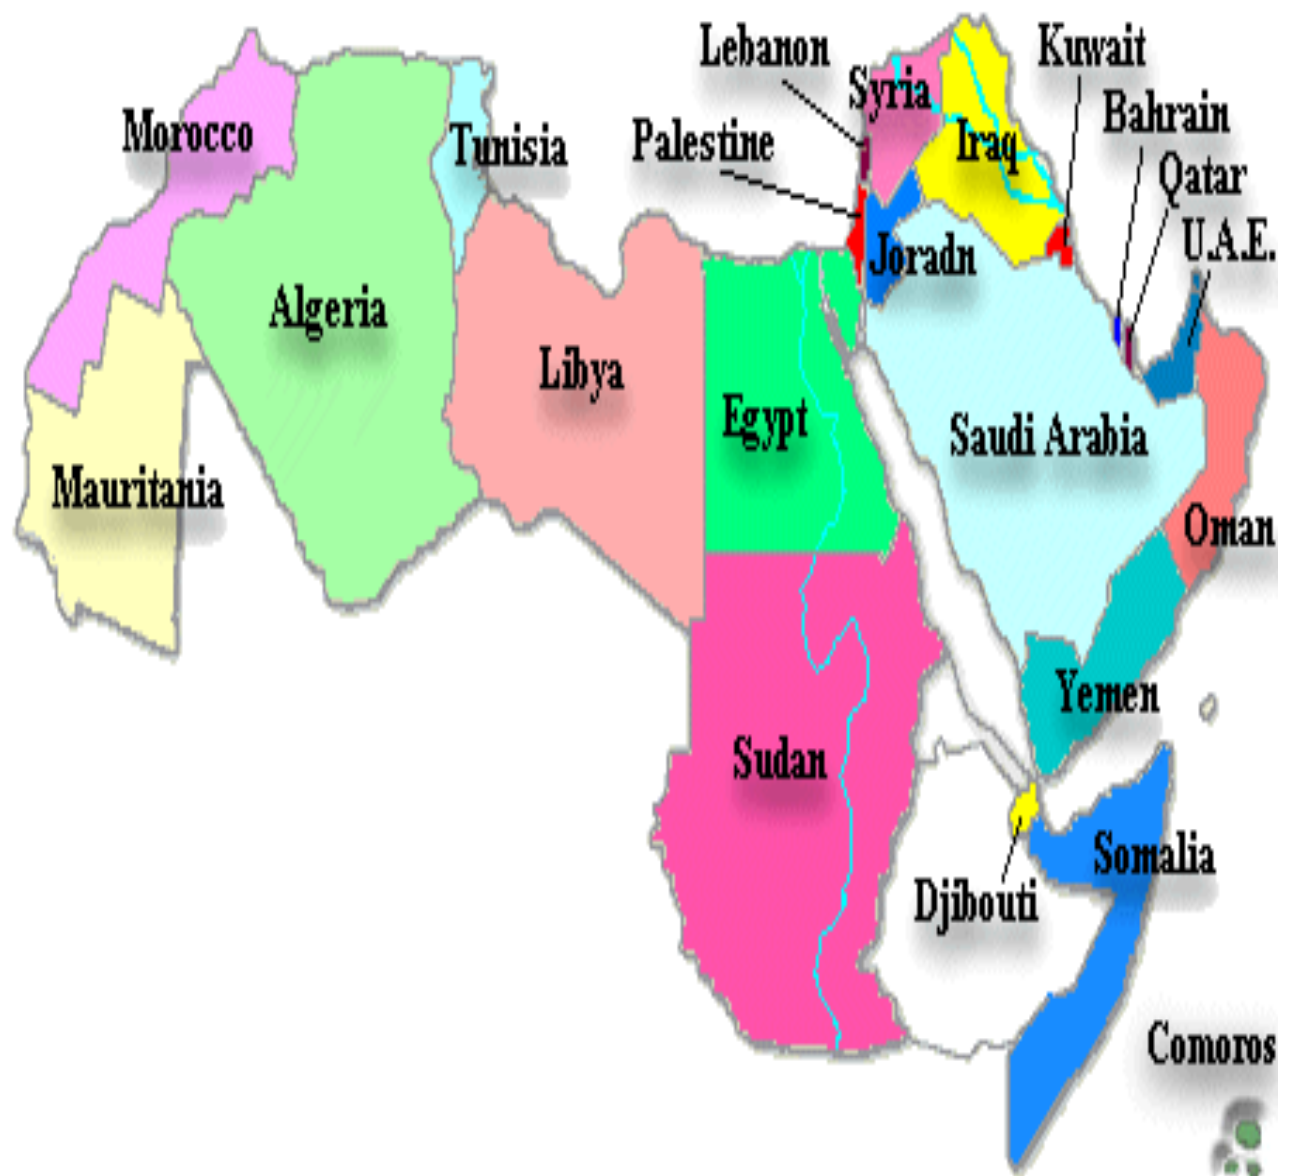 Lebanon
Kuwait
Syria
Bahrain
Morocco
Tunisia
Palestine
Iraq
Qatar
U.A.E.
Joradn
Algeria
Libya
Egypt
Saudi Arabia
Mauritania
Oman
Yemen
Sudan
Somalia
Djibouti
Comoros